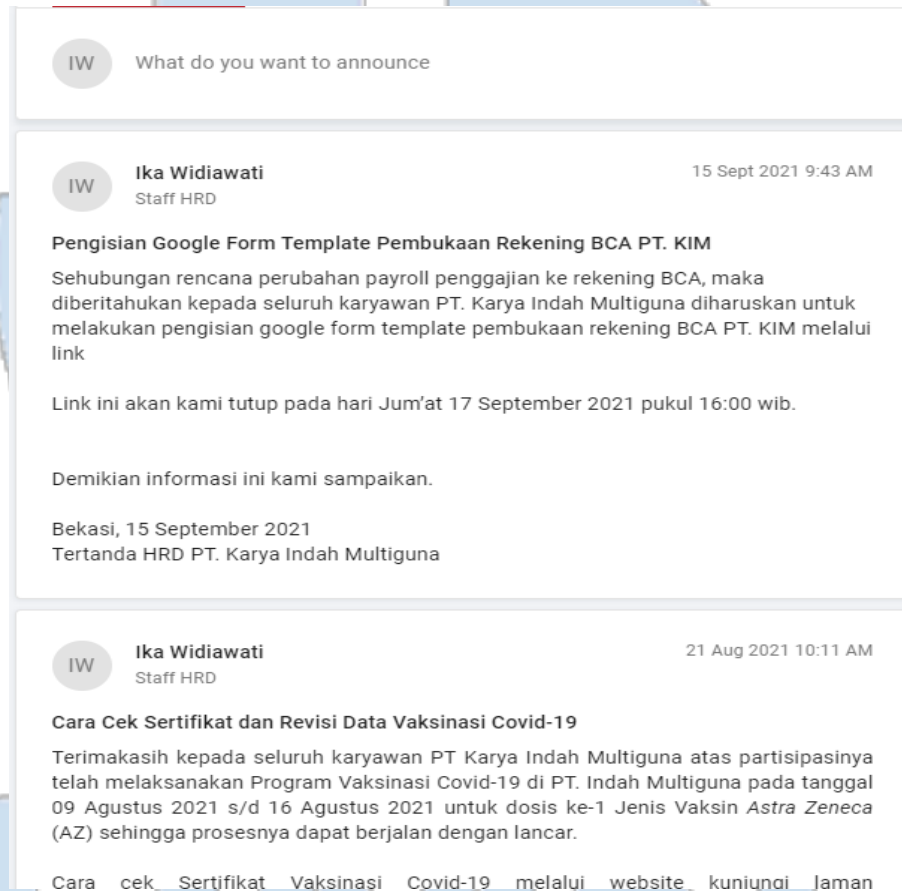 IW What do you want to announce
IW Ika Widiawati 15 Sept 2021 9:43 AM
Staff HRD
Pengisian Google Form Template Pembukaan Rekening BCA PT. KIM
Sehubungan rencana perubahan payroll penggajian ke rekening BCA, maka
diberitahukan kepada seluruh karyawan PT. Karya Indah Multiguna diharuskan untuk
melakukan pengisian google form template pembukaan rekening BCA PT. KIM melalui
link
Link ini akan kami tutup pada hari Jum'at 17 September 2021 pukul 16:00 wib.
Demikian informasi ini kami sampaikan.
Bekasi, 15 September 2021
Tertanda HRD PT. Karya Indah Multiguna
IW Ika Widiawati 21 Aug 2021 10:11 AM
Staff HRD
Cara Cek Sertifikat dan Revisi Data Vaksinasi Covid-19
Terimakasih kepada seluruh karyawan PT Karya Indah Multiguna atas partisipasinya
telah melaksanakan Program Vaksinasi Covid-19 di PT. Indah Multiguna pada tanggal
09 Agustus 2021 s/d 16 Agustus 2021 untuk dosis ke-1 Jenis Vaksin Astra Zeneca
(AZ) sehingga prosesnya dapat berjalan dengan lancar.
Cara cek Sertifikat Vaksinasi Covid-19 melalui website kunjungi laman